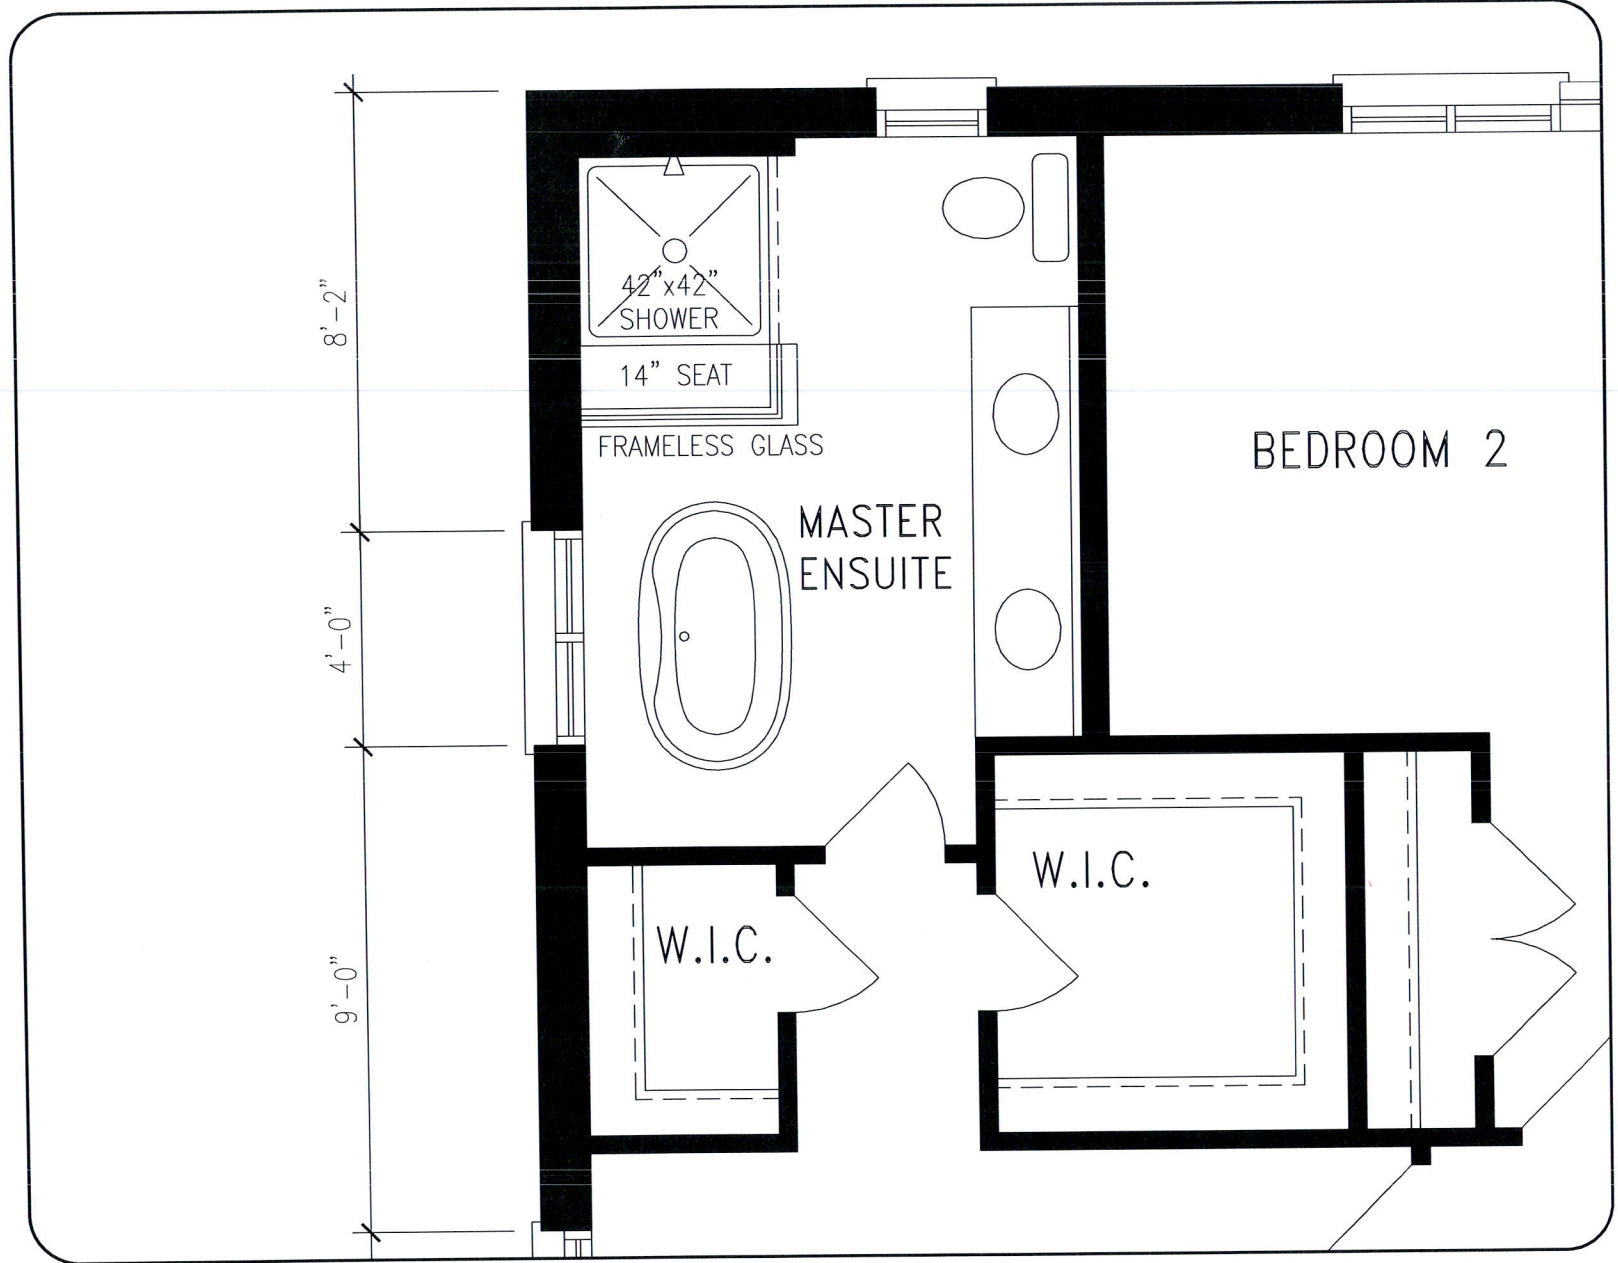 8'-2"
42"x42"
SHOWER
14" SEAT
FRAMELESS GLASS
BEDROOM 2
MASTER
ENSUITE
4'-0"
W.I.C.
W.I.C.
9'-0"